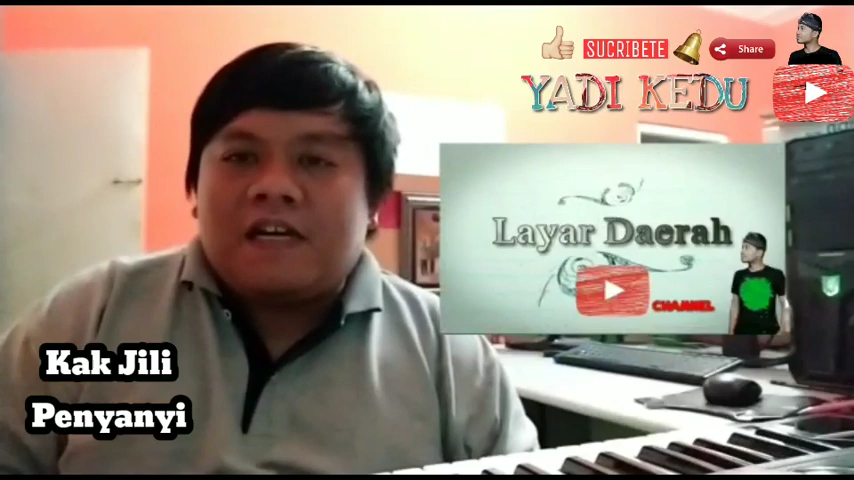 SUCRIBETE
Share
YADI KEDU
Layar Daerah
CHANNEL
Kak Jili
Penyanyi